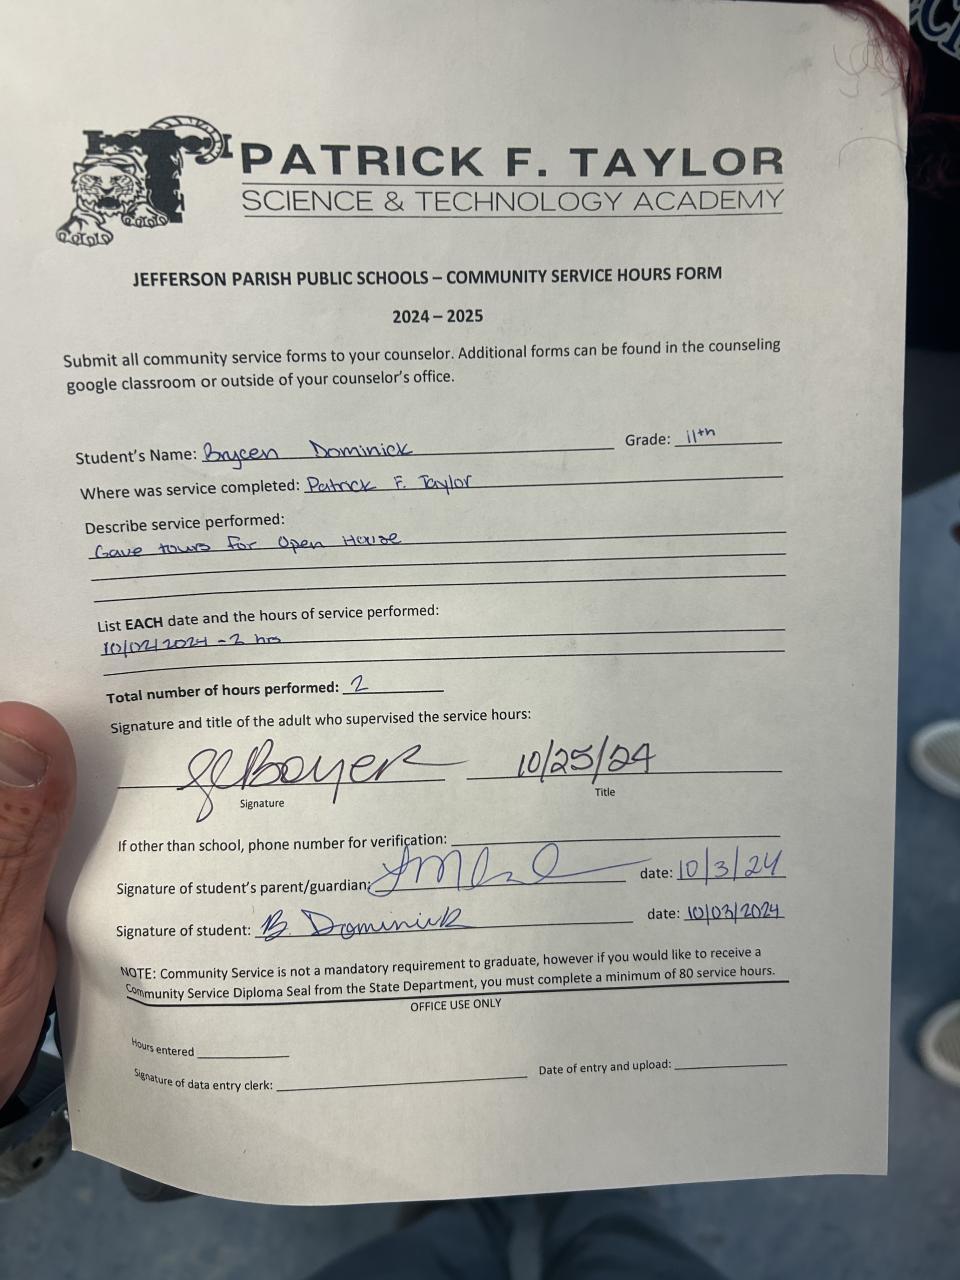 PATRICK F. TAYLOR
SCIENCE & TECHNOLOGY ACADEMY
JEFFERSON PARISH PUBLIC SCHOOLS – COMMUNITY SERVICE HOURS FORM
2024 – 2025
Submit all community service forms to your counselor. Additional forms can be found in the counseling
google classroom or outside of your counselor's office.
Student's Name: Brycen Dominick Grade: 11th
Where was service completed: Patrick F. Taylor
Describe service performed:
Gave tours for Open House
List EACH date and the hours of service performed:
10/02/2024 - 2 hrs
Total number of hours performed: 2
Signature and title of the adult who supervised the service hours:
Boyer 10/25/24
Signature Title
If other than school, phone number for verification:
Signature of student's parent/guardian: date: 10/3/24
Signature of student: B. Dominick date: 10/03/2024
NOTE: Community Service is not a mandatory requirement to graduate, however if you would like to receive a
Community Service Diploma Seal from the State Department, you must complete a minimum of 80 service hours.
OFFICE USE ONLY
Hours entered
Signature of data entry clerk: Date of entry and upload: